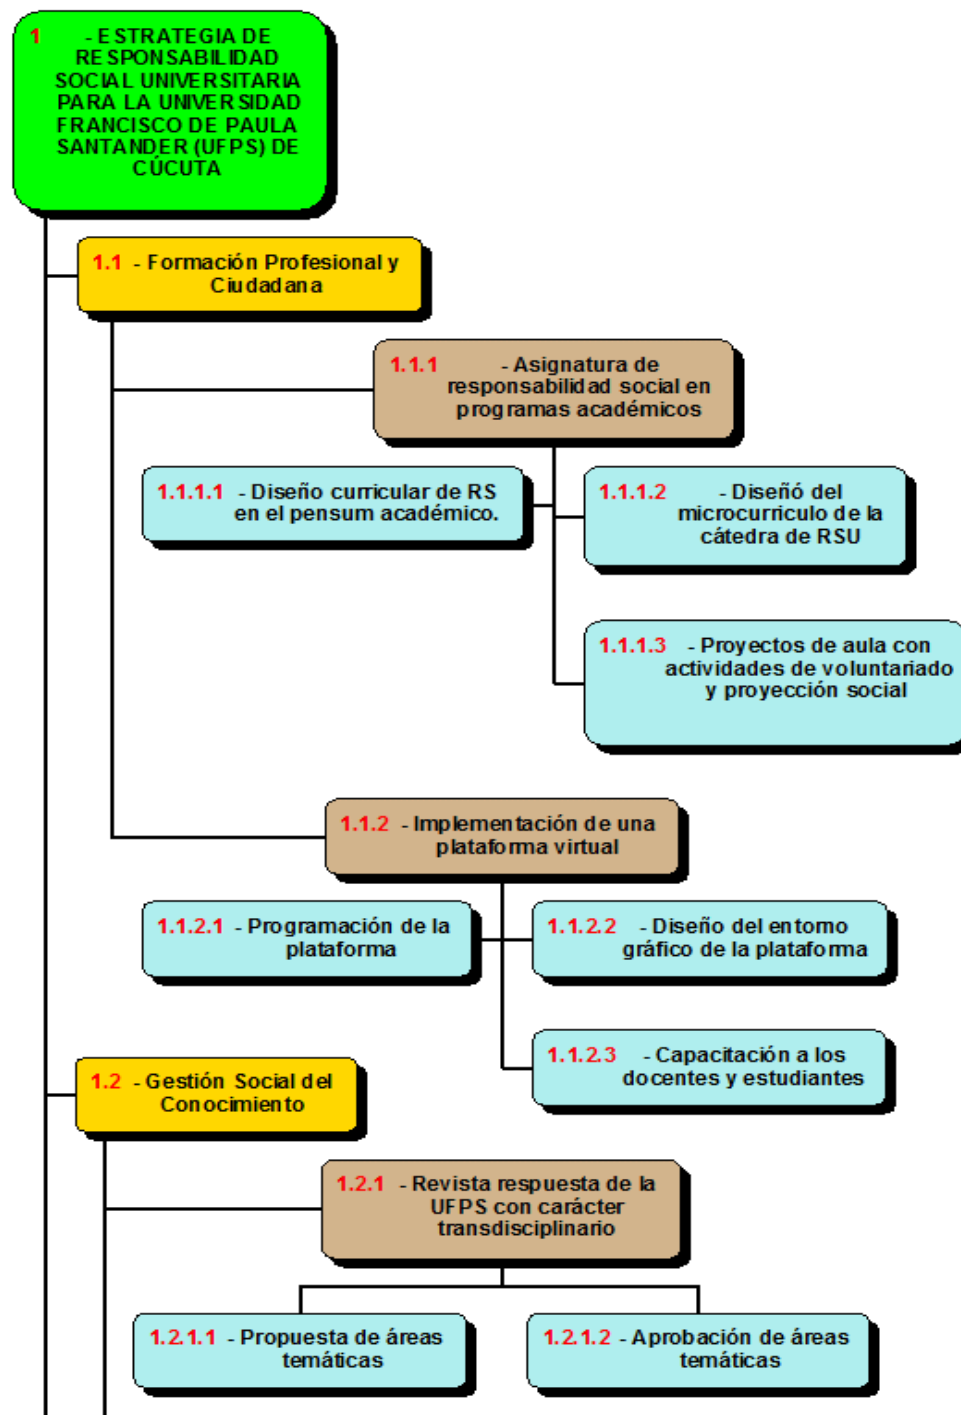 1 - ESTRATEGIA DE
RESPONSABILIDAD
SOCIAL UNIVERSITARIA
PARA LA UNIVERSIDAD
FRANCISCO DE PAULA
SANTANDER (UFPS) DE
CÚCUTA
1.1 - Formación Profesional y
Ciudadana
1.1.1 - Asignatura de
responsabilidad social en
programas académicos
1.1.1.1 - Diseño curricular de RS
en el pensum académico.
1.1.1.2 - Diseñó del
microcurriculo de la
cátedra de RSU
1.1.1.3 - Proyectos de aula con
actividades de voluntariado
y proyección social
1.1.2 - Implementación de una
plataforma virtual
1.1.2.1 - Programación de la
plataforma
1.1.2.2 - Diseño del entorno
gráfico de la plataforma
1.1.2.3 - Capacitación a los
docentes y estudiantes
1.2 - Gestión Social del
Conocimiento
1.2.1 - Revista respuesta de la
UFPS con carácter
transdisciplinario
1.2.1.1 - Propuesta de áreas
temáticas
1.2.1.2 - Aprobación de áreas
temáticas